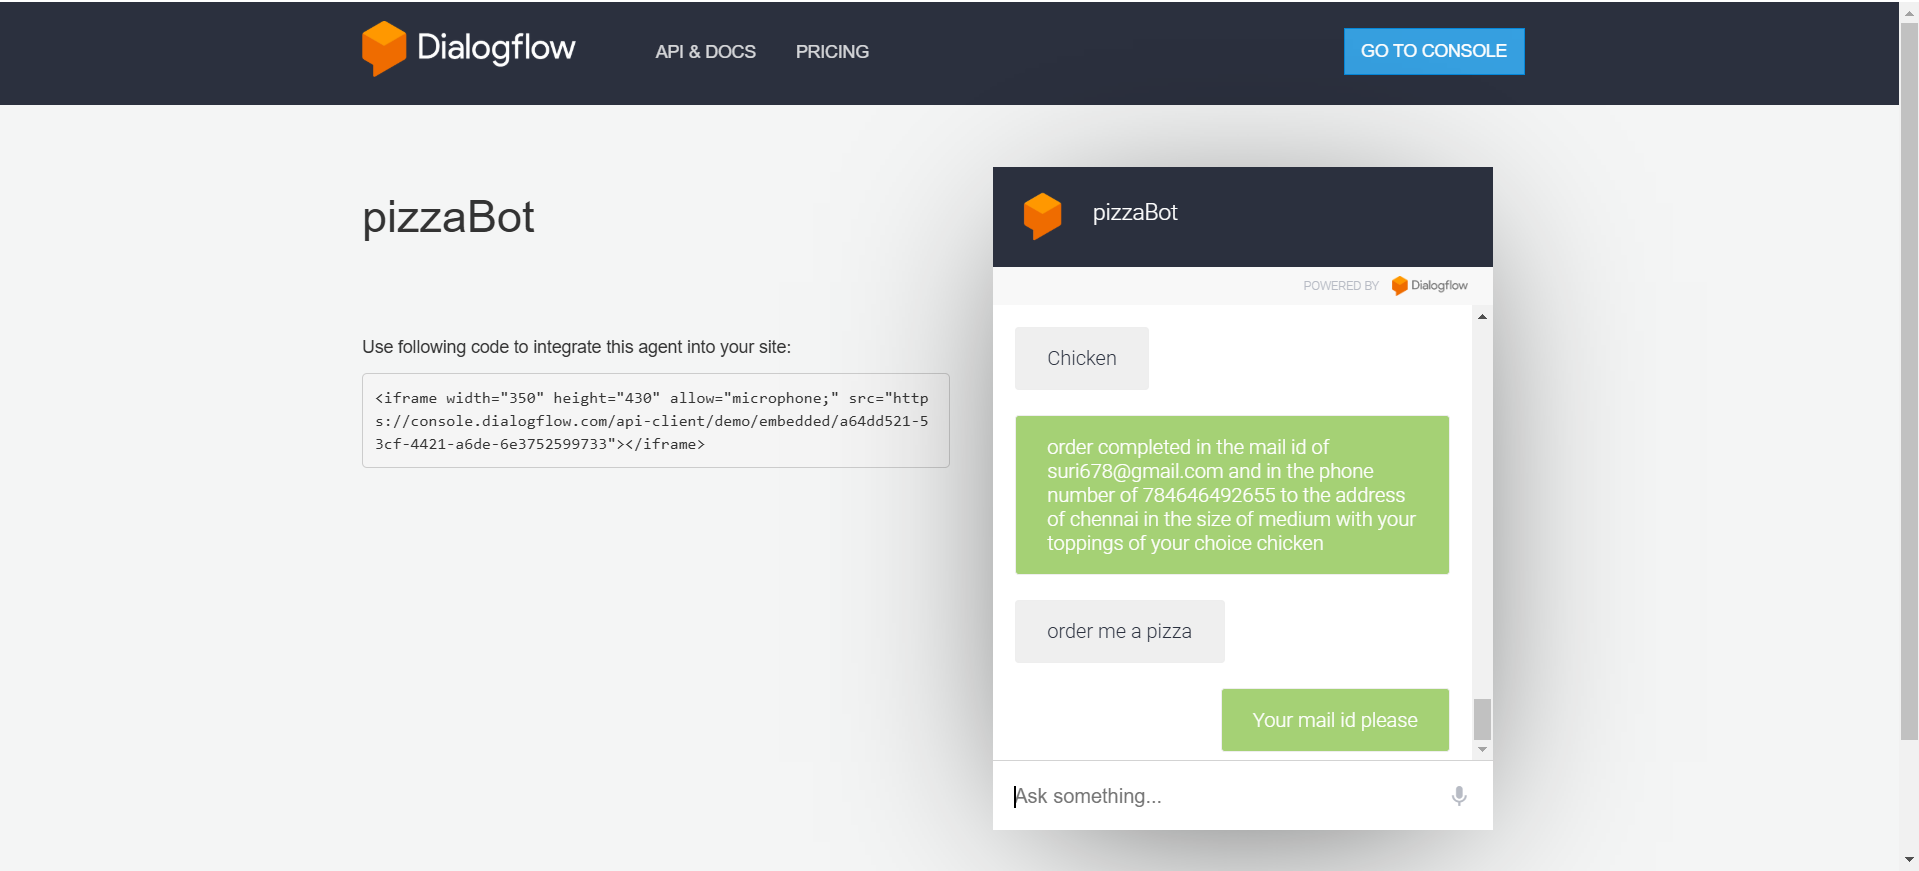 Dialogflow
API & DOCS
PRICING
GO TO CONSOLE
pizzaBot
Use following code to integrate this agent into your site:
<iframe width="350" height="430" allow="microphone;" src="http
s://console.dialogflow.com/api-client/demo/embedded/a64dd521-5
3cf-4421-a6de-6e3752599733"></iframe>
pizzaBot
POWERED BY Dialogflow
Chicken
order completed in the mail id of
suri678@gmail.com and in the phone
number of 784646492655 to the address
of chennai in the size of medium with your
toppings of your choice chicken
order me a pizza
Your mail id please
Ask something...